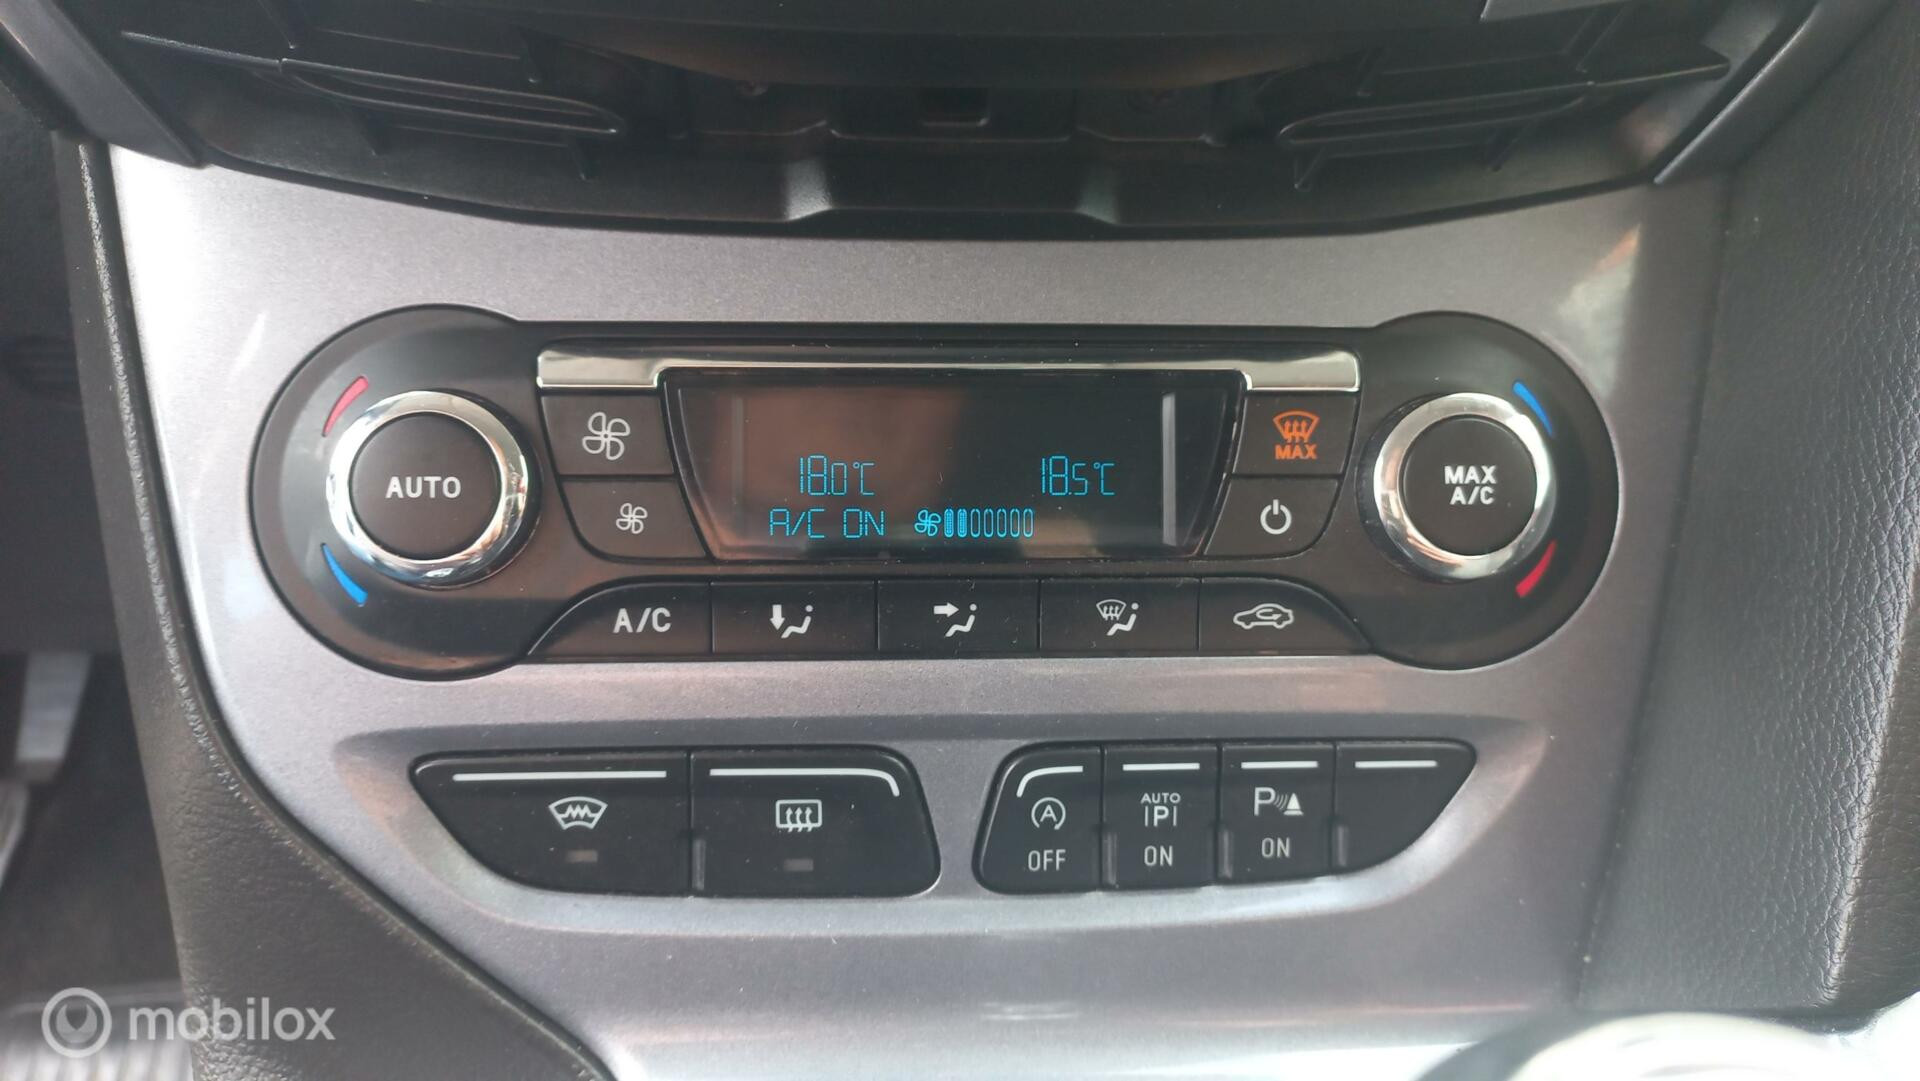 AUTO
18.0°C 18.5°C
A/C ON
MAX
MAX
A/C
A/C
A
OFF
AUTO
P
ON
P
ON
mobilox